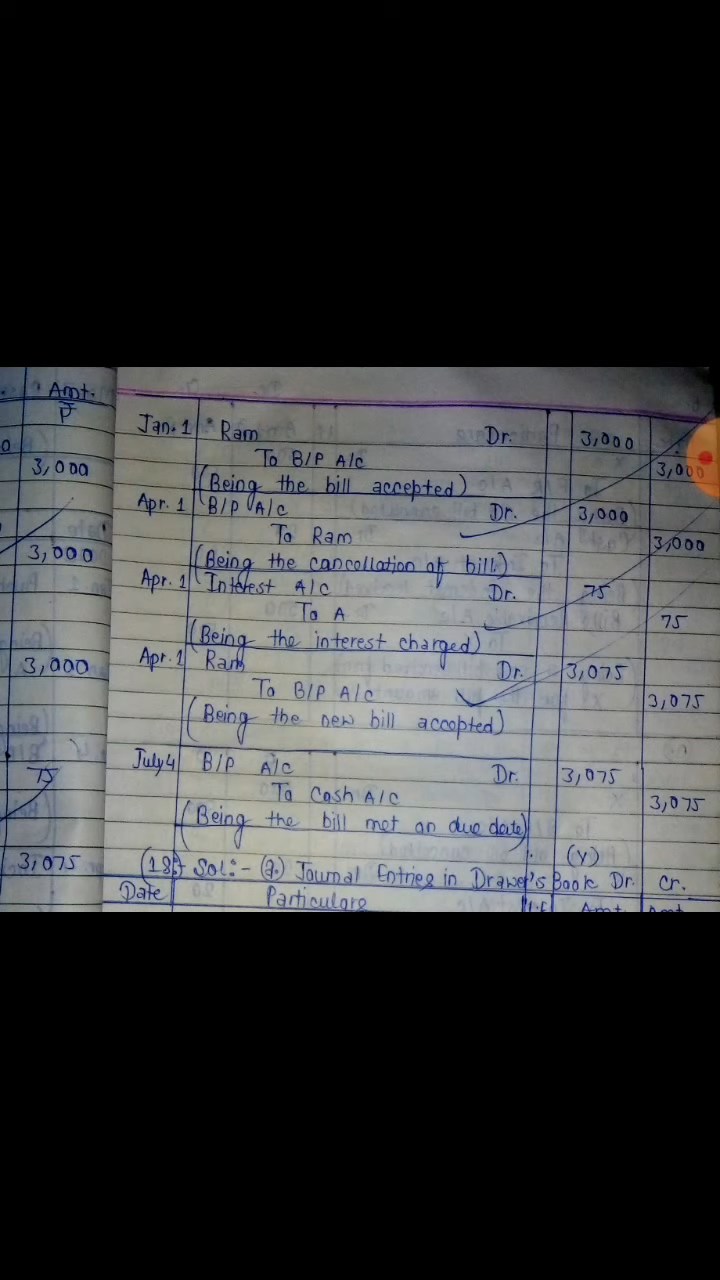 Amt.
₹
0
3,000
3,000
3,000
75
3,075
Jan. 1 Ram Dr. 3,000
To B/P A/c 3,000
(Being the bill accepted)
Apr. 1 B/P A/c Dr. 3,000
To Ram 3,000
(Being the cancollation of bill.)
Apr. 1 Interest A/c Dr. 75
To A 75
(Being the interest charged)
Apr. 1 Ram Dr. 3,075
To B/P A/c 3,075
(Being the new bill accepted)
July 4 B/P A/c Dr. 3,075
To Cash A/c 3,075
(Being the bill met on due date)
(Y)
(18) Sol:- (a) Journal Entries in Drawer's Book Dr. Cr.
Date Particulars L.F Amt. Amt.